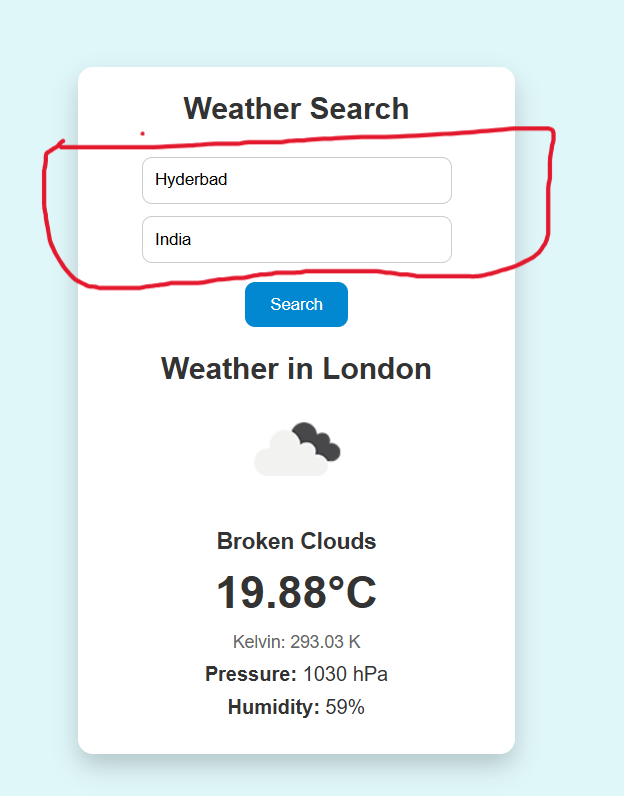 Weather Search
Hyderbad
India
Search
Weather in London
Broken Clouds
19.88°C
Kelvin: 293.03 K
Pressure: 1030 hPa
Humidity: 59%